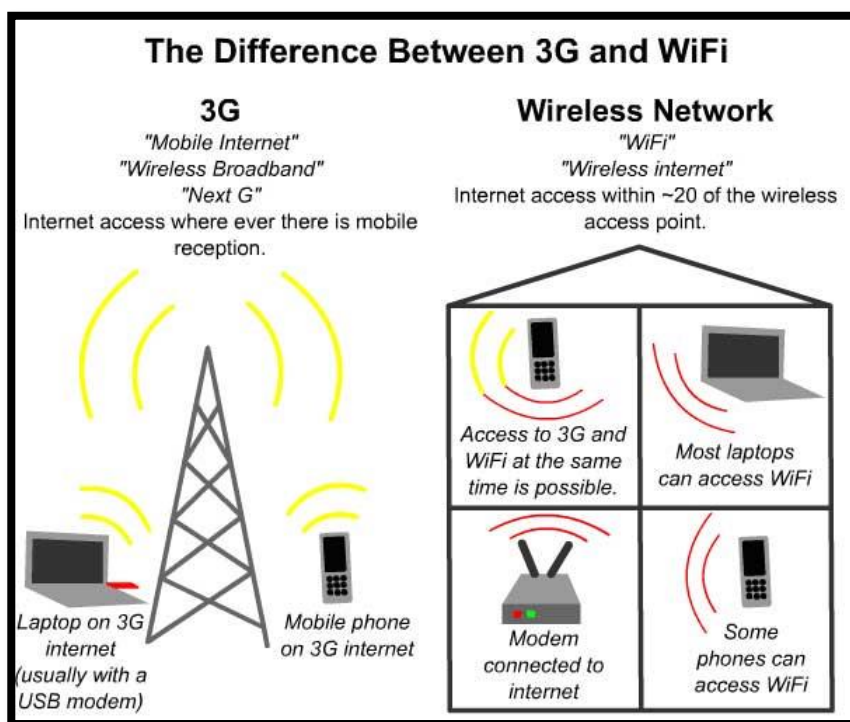 The Difference Between 3G and WiFi
3G
"Mobile Internet"
"Wireless Broadband"
"Next G"
Internet access where ever there is mobile
reception.
Laptop on 3G
internet
(usually with a
USB modem)
Mobile phone
on 3G internet
Wireless Network
"WiFi"
"Wireless internet"
Internet access within ~20 of the wireless
access point.
Access to 3G and
WiFi at the same
time is possible.
Most laptops
can access WiFi
Modem
connected to
internet
Some
phones can
access WiFi